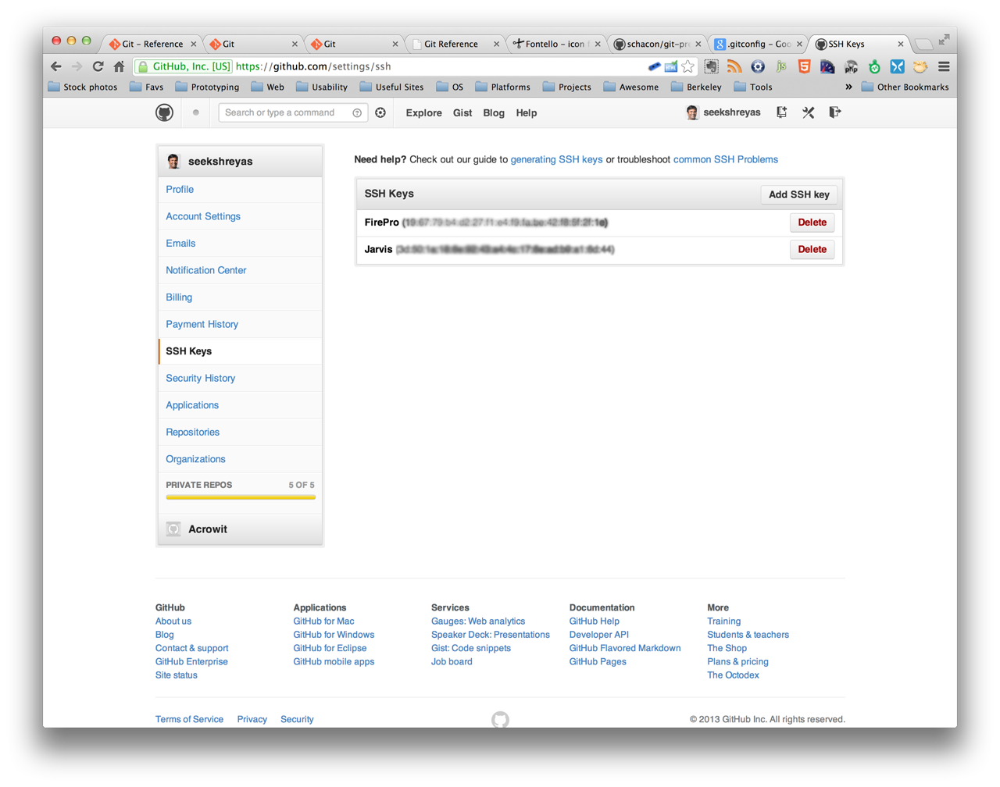 Git – Reference
Git
Git
Git Reference
Fontello – icon
schacon/git-pre
.gitconfig – Goo
SSH Keys
GitHub, Inc. [US] https://github.com/settings/ssh
Stock photos Favs Prototyping Web Usability Useful Sites OS Platforms Projects Awesome Berkeley Tools » Other Bookmarks
Search or type a command Explore Gist Blog Help seekshreyas
seekshreyas
Profile
Account Settings
Emails
Notification Center
Billing
Payment History
SSH Keys
Security History
Applications
Repositories
Organizations
PRIVATE REPOS 5 OF 5
Acrowit
Need help? Check out our guide to generating SSH keys or troubleshoot common SSH Problems
SSH Keys Add SSH key
FirePro Delete
Jarvis Delete
GitHub
About us
Blog
Contact & support
GitHub Enterprise
Site status
Applications
GitHub for Mac
GitHub for Windows
GitHub for Eclipse
GitHub mobile apps
Services
Gauges: Web analytics
Speaker Deck: Presentations
Gist: Code snippets
Job board
Documentation
GitHub Help
Developer API
GitHub Flavored Markdown
GitHub Pages
More
Training
Students & teachers
The Shop
Plans & pricing
The Octodex
Terms of Service Privacy Security © 2013 GitHub Inc. All rights reserved.